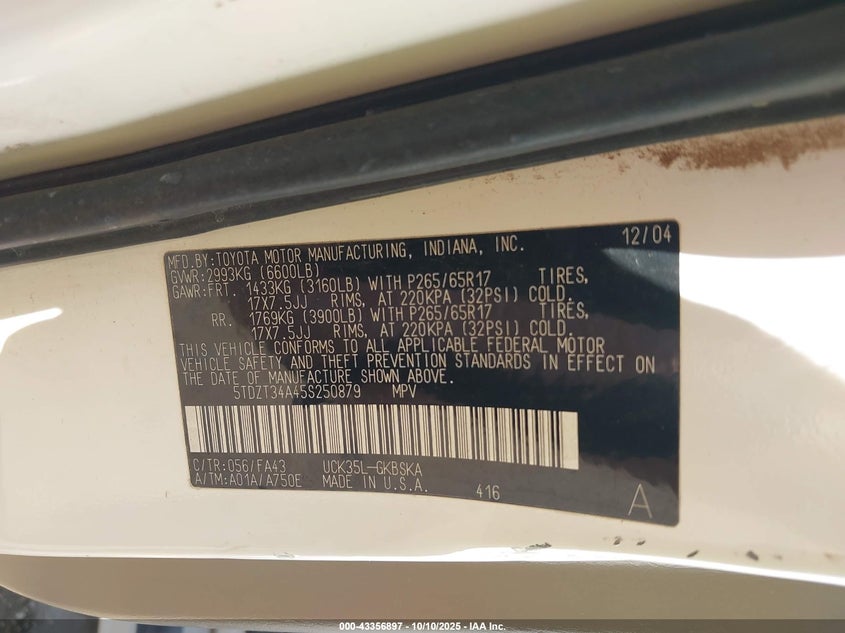 MFD.BY:TOYOTA MOTOR MANUFACTURING, INDIANA, INC. 12/04
GVWR:2993KG (6600LB)
GAWR:FRT. 1433KG (3160LB) WITH P265/65R17 TIRES,
17X7.5JJ RIMS, AT 220KPA (32PSI) COLD.
RR. 1769KG (3900LB) WITH P265/65R17 TIRES,
17X7.5JJ RIMS, AT 220KPA (32PSI) COLD.
THIS VEHICLE CONFORMS TO ALL APPLICABLE FEDERAL MOTOR
VEHICLE SAFETY AND THEFT PREVENTION STANDARDS IN EFFECT ON
THE DATE OF MANUFACTURE SHOWN ABOVE.
5TDZT34A45S250879 MPV
C/TR:056/FA43 UCK35L-GKBSKA
A/TM:A01A/A750E MADE IN U.S.A. 416 A
000-43356897 - 10/10/2025 - IAA Inc.